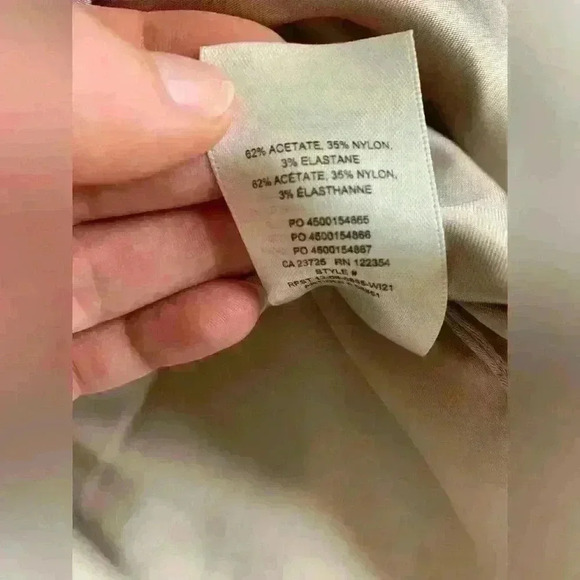 62% ACETATE, 35% NYLON,
3% ELASTANE
62% ACÉTATE, 35% NYLON,
3% ÉLASTHANNE
PO 4500154865
PO 4500154866
PO 4500154867
CA 23725 RN 122354
STYLE #